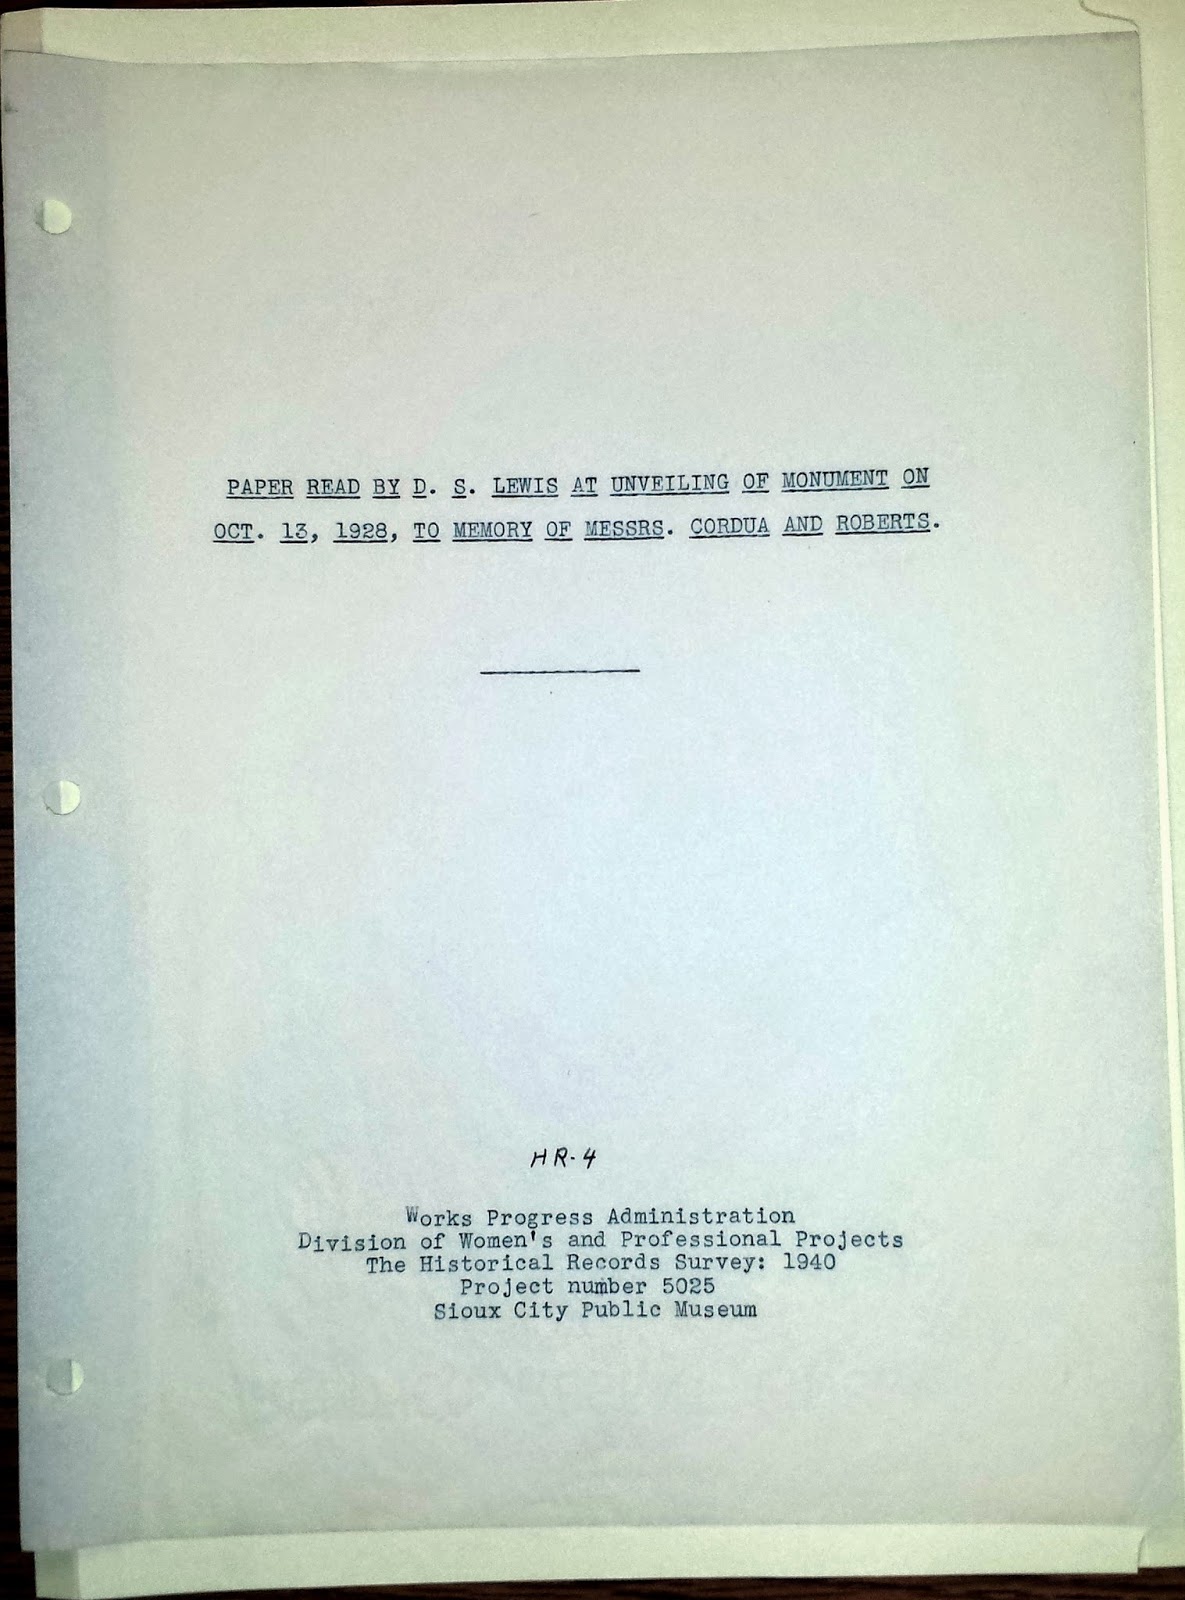 PAPER READ BY D. S. LEWIS AT UNVEILING OF MONUMENT ON
OCT. 13, 1928, TO MEMORY OF MESSRS. CORDUA AND ROBERTS.
HR-4
Works Progress Administration
Division of Women's and Professional Projects
The Historical Records Survey: 1940
Project number 5025
Sioux City Public Museum